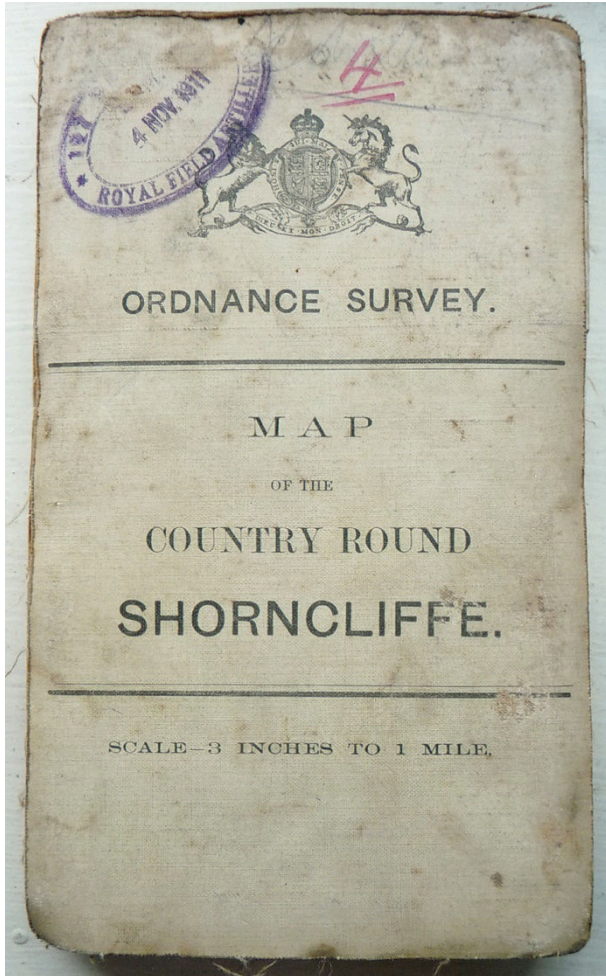 4
4 NOV 1911
ROYAL FIELD ARTILLERY
DIEU ET MON DROIT
ORDNANCE SURVEY.
MAP
OF THE
COUNTRY ROUND
SHORNCLIFFE.
SCALE–3 INCHES TO 1 MILE.